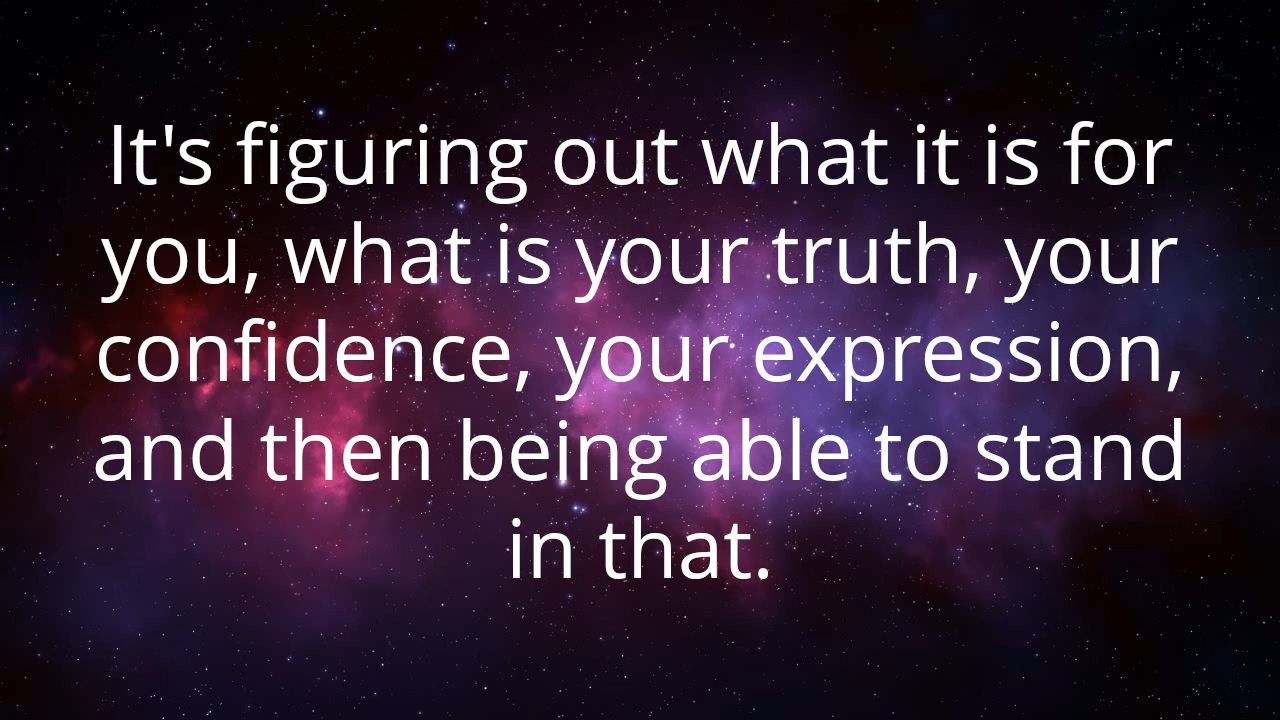 It's figuring out what it is for
you, what is your truth, your
confidence, your expression,
and then being able to stand
in that.